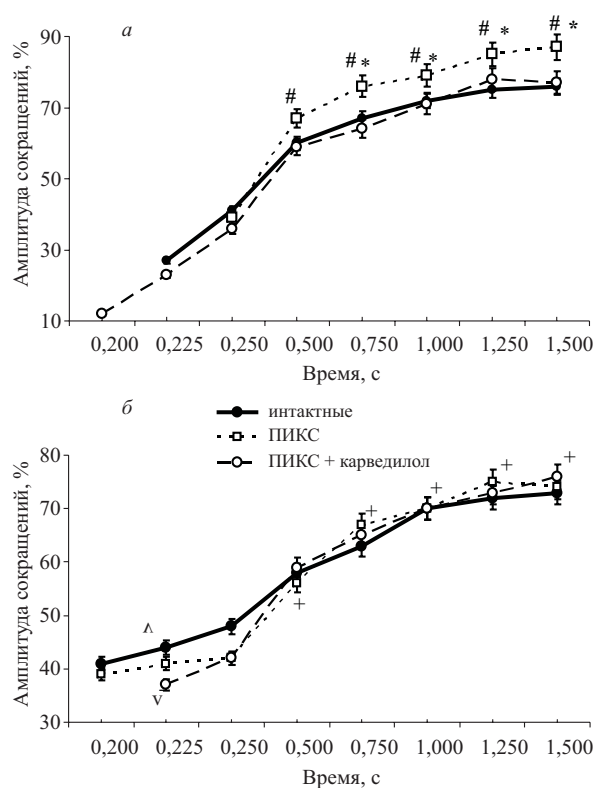 а
Амплитуда сокращений, %
90
# * # * # * # *
#
70
50
30
10
0,200 0,225 0,250 0,500 0,750 1,000 1,250 1,500
Время, с
б
интактные
ПИКС
ПИКС + карведилол
Амплитуда сокращений, %
80
+ + + +
70
60
+
50
^
40
v
30
0,200 0,225 0,250 0,500 0,750 1,000 1,250 1,500
Время, с